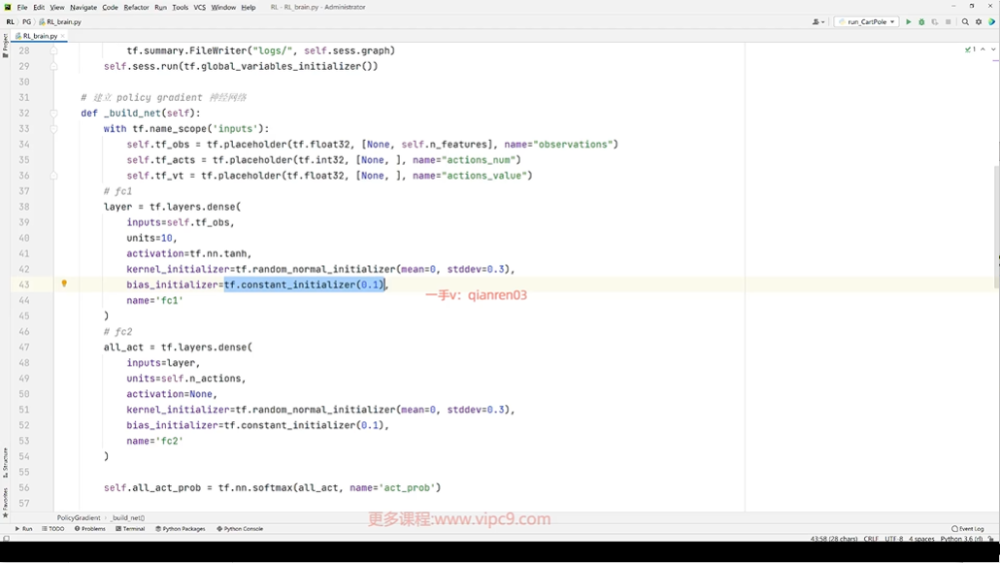 File Edit View Navigate Code Refactor Run Tools VCS Window Help RL - RL_brain.py - Administrator
RL PG RL_brain.py run_CartPole
RL_brain.py
Project
1
28 tf.summary.FileWriter("logs/", self.sess.graph)
29 self.sess.run(tf.global_variables_initializer())
30
31 # 建立 policy gradient 神经网络
32 def _build_net(self):
33 with tf.name_scope('inputs'):
34 self.tf_obs = tf.placeholder(tf.float32, [None, self.n_features], name="observations")
35 self.tf_acts = tf.placeholder(tf.int32, [None, ], name="actions_num")
36 self.tf_vt = tf.placeholder(tf.float32, [None, ], name="actions_value")
37 # fc1
38 layer = tf.layers.dense(
39 inputs=self.tf_obs,
40 units=10,
41 activation=tf.nn.tanh,
42 kernel_initializer=tf.random_normal_initializer(mean=0, stddev=0.3),
43 bias_initializer=tf.constant_initializer(0.1),
一手v：qianren03
44 name='fc1'
45 )
46 # fc2
47 all_act = tf.layers.dense(
48 inputs=layer,
49 units=self.n_actions,
50 activation=None,
51 kernel_initializer=tf.random_normal_initializer(mean=0, stddev=0.3),
52 bias_initializer=tf.constant_initializer(0.1),
53 name='fc2'
54 )
55
56 self.all_act_prob = tf.nn.softmax(all_act, name='act_prob')
57
Structure
Favorites
PolicyGradient _build_net()
更多课程:www.vipc9.com
Run TODO Problems Terminal Python Packages Python Console Event Log
43:58 (28 chars) CRLF UTF-8 4 spaces Python 3.6 (rl)